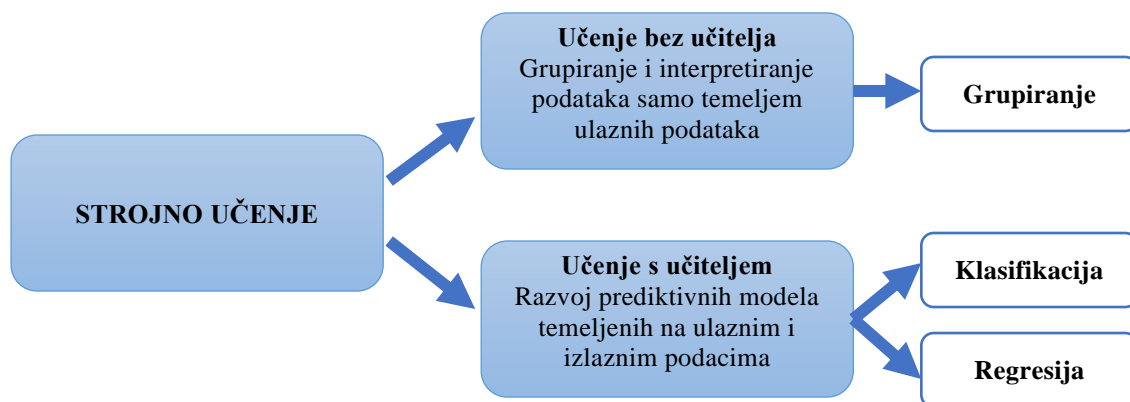 Učenje bez učitelja
Grupiranje i interpretiranje
podataka samo temeljem
ulaznih podataka
Grupiranje
STROJNO UČENJE
Učenje s učiteljem
Razvoj prediktivnih modela
temeljenih na ulaznim i
izlaznim podacima
Klasifikacija
Regresija